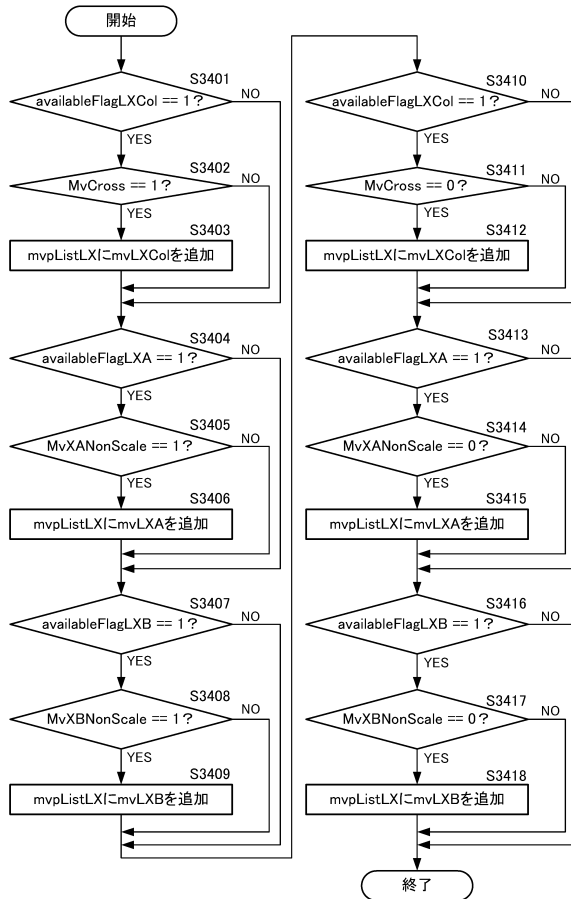 開始
S3401
availableFlagLXCol == 1?
NO
YES
S3402
MvCross == 1?
NO
YES
S3403
mvpListLXにmvLXColを追加
S3404
availableFlagLXA == 1?
NO
YES
S3405
MvXANonScale == 1?
NO
YES
S3406
mvpListLXにmvLXAを追加
S3407
availableFlagLXB == 1?
NO
YES
S3408
MvXBNonScale == 1?
NO
YES
S3409
mvpListLXにmvLXBを追加
S3410
availableFlagLXCol == 1?
NO
YES
S3411
MvCross == 0?
NO
YES
S3412
mvpListLXにmvLXColを追加
S3413
availableFlagLXA == 1?
NO
YES
S3414
MvXANonScale == 0?
NO
YES
S3415
mvpListLXにmvLXAを追加
S3416
availableFlagLXB == 1?
NO
YES
S3417
MvXBNonScale == 0?
NO
YES
S3418
mvpListLXにmvLXBを追加
終了